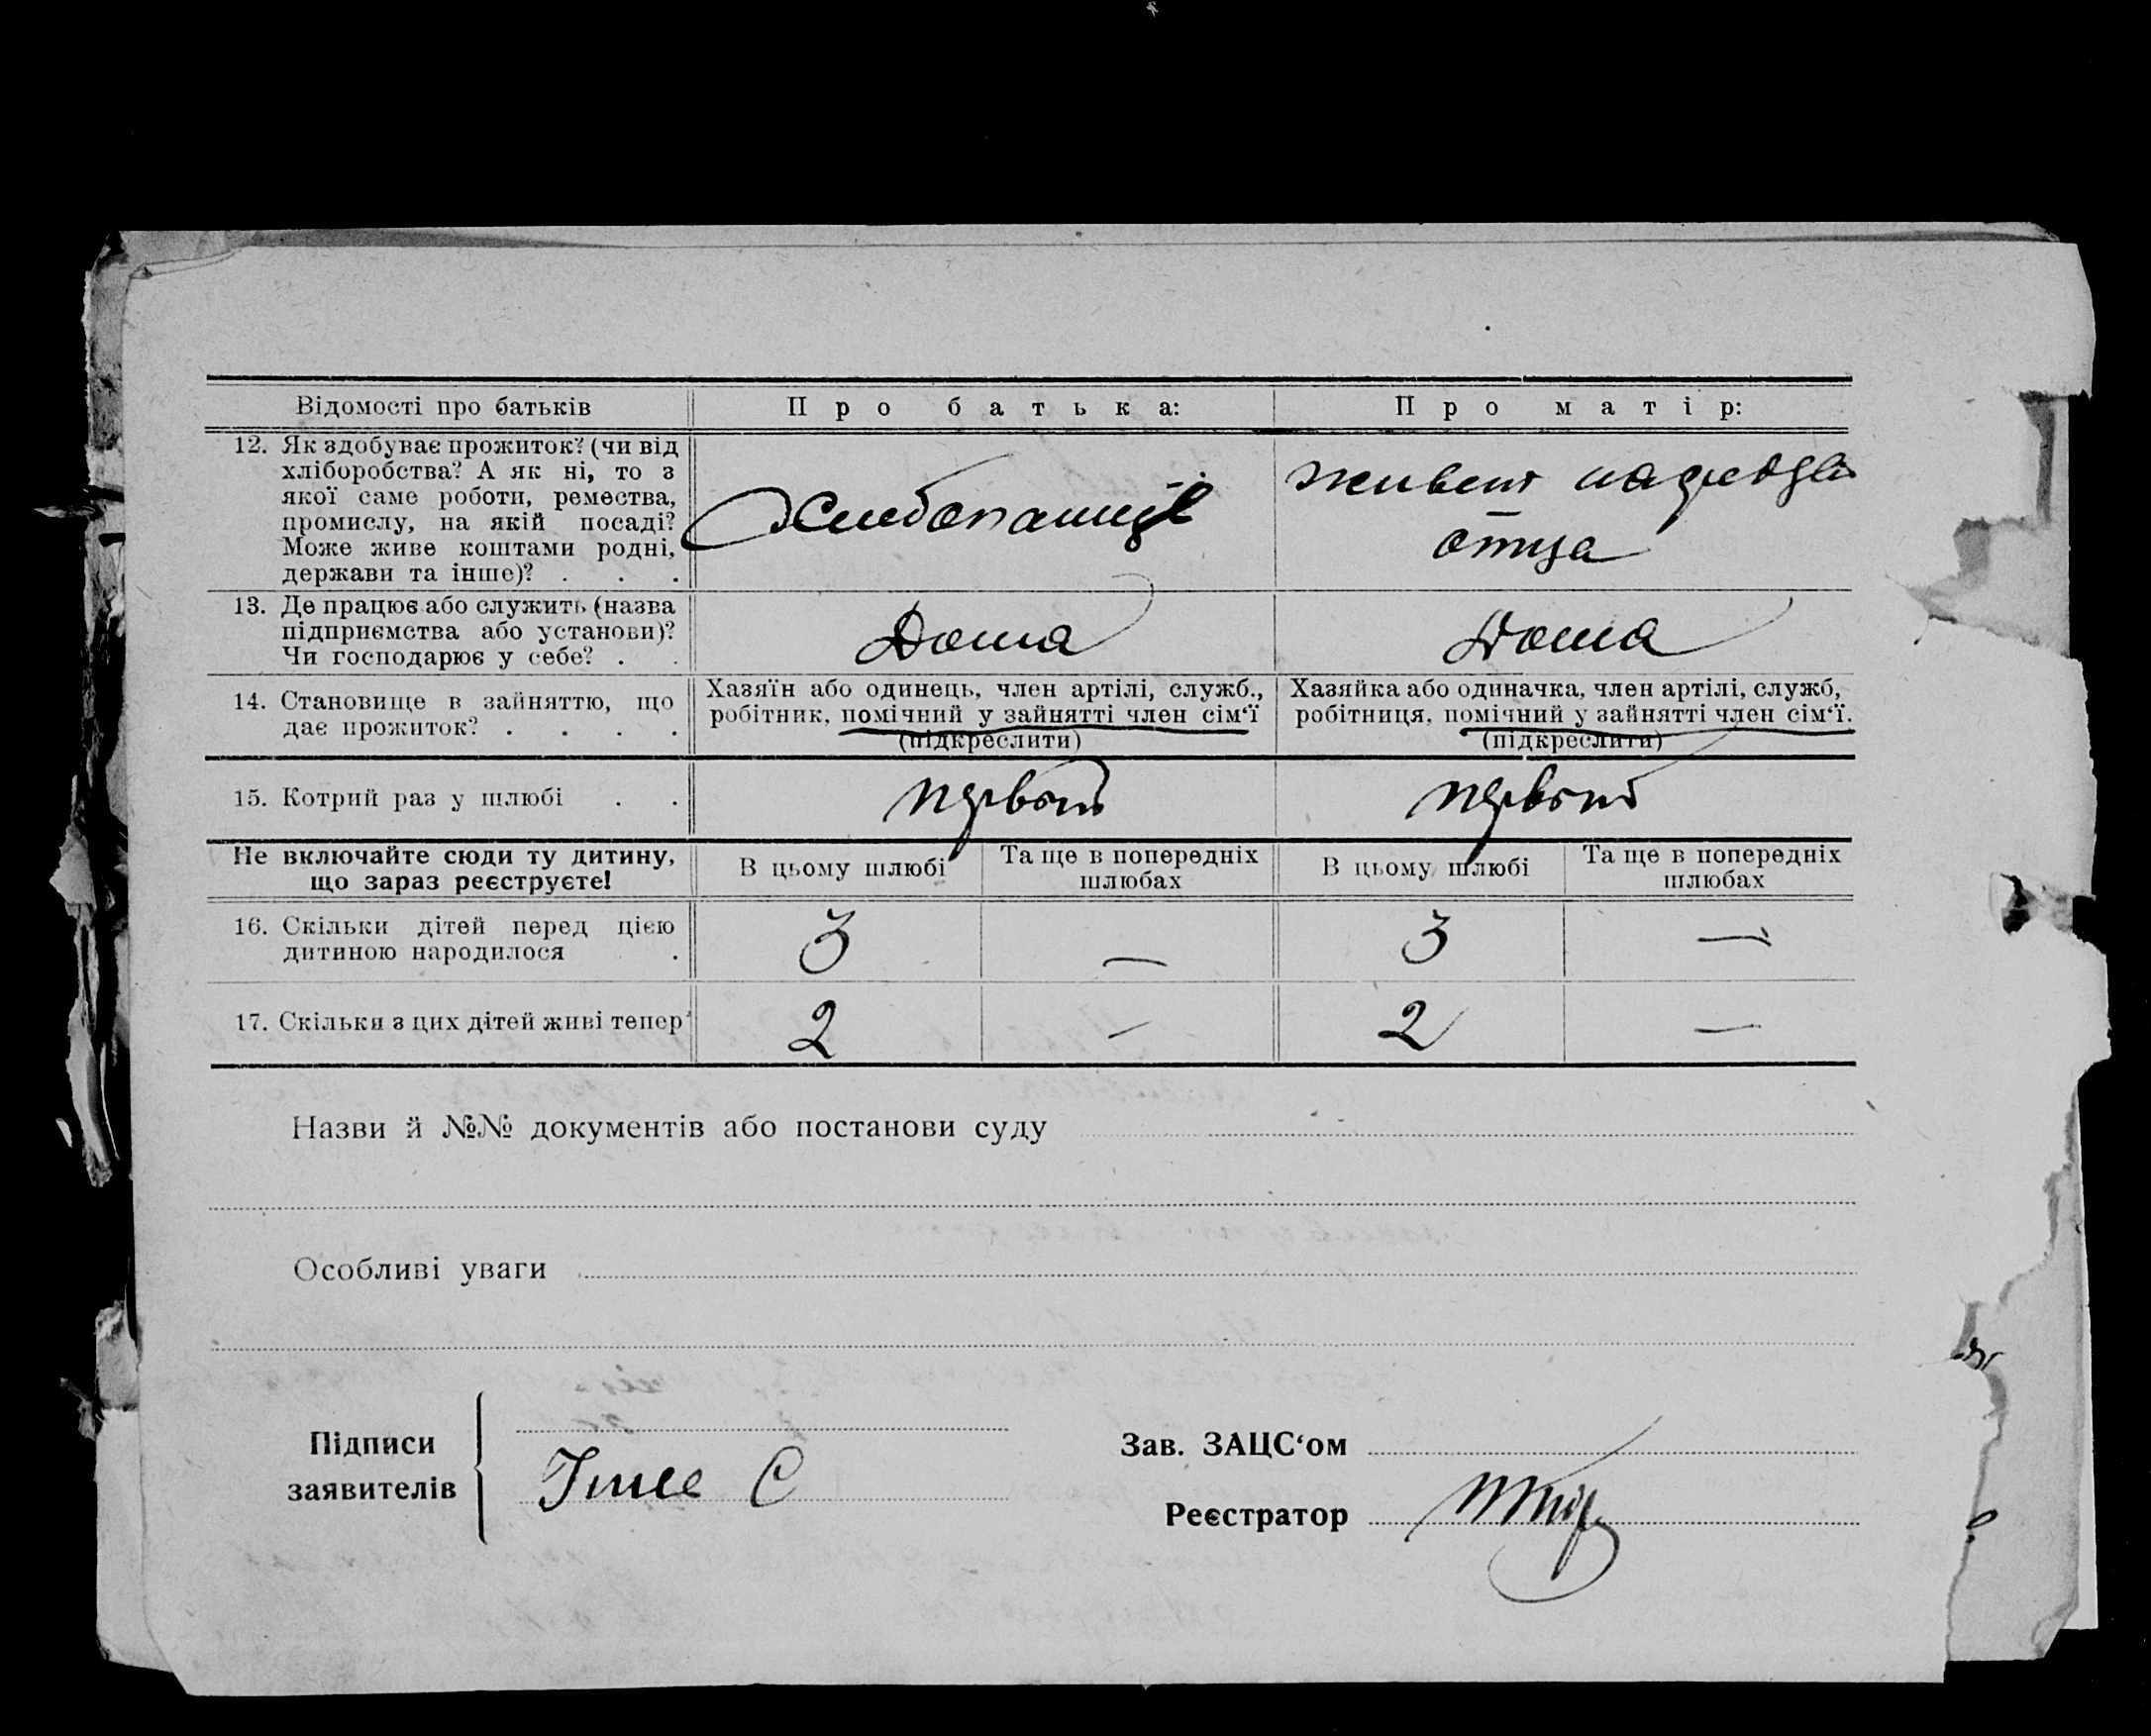 Відомості про батьків
Про батька:
Про матір:
12. Як здобуває прожиток? (чи від
хліборобства? А як ні, то з
якої саме роботи, ремества,
промислу, на якій посаді?
Може живе коштами родні,
держави та інше)? . . .
живет на средства
отца
13. Де працює або служить (назва
підприємства або установи)?
Чи господарює у себе? . .
Дома
Дома
14. Становище в зайняттю, що
дає прожиток? . . . .
Хазяїн або одинець, член артілі, служб.,
робітник, помічний у зайнятті член сім'ї
(підкреслити)
Хазяйка або одиначка, член артілі, служб,
робітниця, помічний у зайнятті член сім'ї.
(підкреслити)
15. Котрий раз у шлюбі . .
первый
первый
Не включайте сюди ту дитину,
що зараз реєструєте!
В цьому шлюбі
Та ще в попередніх
шлюбах
В цьому шлюбі
Та ще в попередніх
шлюбах
16. Скільки дітей перед цією
дитиною народилося .
3
—
3
—
17. Скільки з цих дітей живі тепер
2
—
2
—
Назви й №№ документів або постанови суду
Особливі уваги
Підписи
заявителів
С
Зав. ЗАЦС'ом
Реєстратор